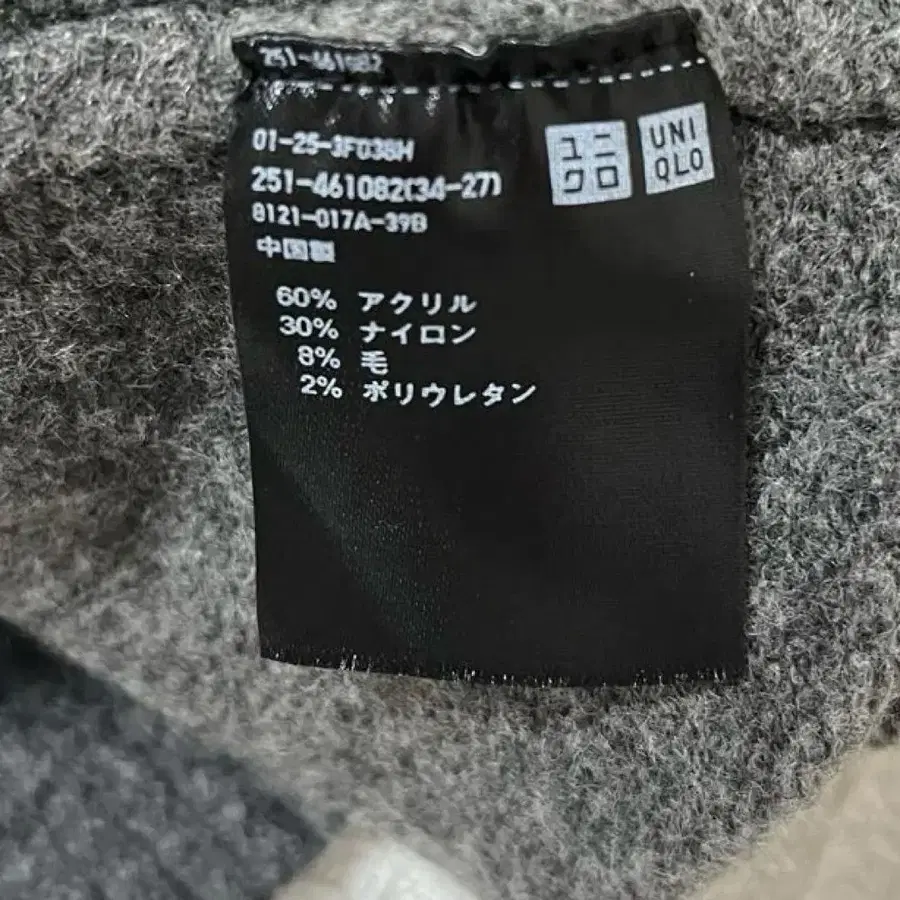 251-461082
01-25-3F036H
ユニ
クロ
UNI
QLO
251-461082(34-27)
8121-017A-39B
中国製
60% アクリル
30% ナイロン
8% 毛
2% ポリウレタン